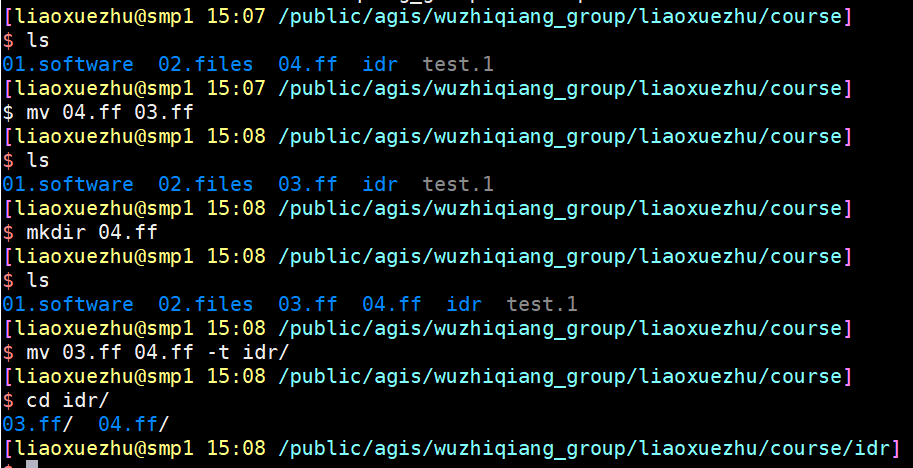 [liaoxuezhu@smp1 15:07 /public/agis/wuzhiqiang_group/liaoxuezhu/course]
$ ls
01.software  02.files  04.ff  idr  test.1
[liaoxuezhu@smp1 15:07 /public/agis/wuzhiqiang_group/liaoxuezhu/course]
$ mv 04.ff 03.ff
[liaoxuezhu@smp1 15:08 /public/agis/wuzhiqiang_group/liaoxuezhu/course]
$ ls
01.software  02.files  03.ff  idr  test.1
[liaoxuezhu@smp1 15:08 /public/agis/wuzhiqiang_group/liaoxuezhu/course]
$ mkdir 04.ff
[liaoxuezhu@smp1 15:08 /public/agis/wuzhiqiang_group/liaoxuezhu/course]
$ ls
01.software  02.files  03.ff  04.ff  idr  test.1
[liaoxuezhu@smp1 15:08 /public/agis/wuzhiqiang_group/liaoxuezhu/course]
$ mv 03.ff 04.ff -t idr/
[liaoxuezhu@smp1 15:08 /public/agis/wuzhiqiang_group/liaoxuezhu/course]
$ cd idr/
03.ff/  04.ff/
[liaoxuezhu@smp1 15:08 /public/agis/wuzhiqiang_group/liaoxuezhu/course/idr]